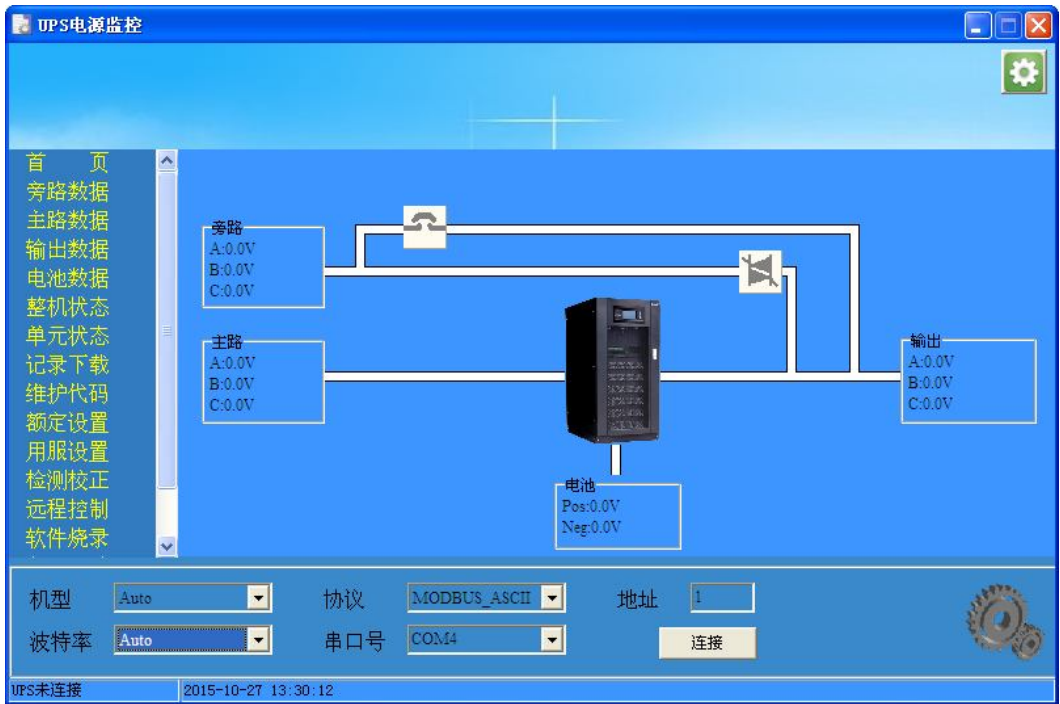 UPS电源监控
首 页
旁路数据
主路数据
输出数据
电池数据
整机状态
单元状态
记录下载
维护代码
额定设置
用服设置
检测校正
远程控制
软件烧录
旁路
A:0.0V
B:0.0V
C:0.0V
主路
A:0.0V
B:0.0V
C:0.0V
输出
A:0.0V
B:0.0V
C:0.0V
电池
Pos:0.0V
Neg:0.0V
机型 Auto 协议 MODBUS_ASCII 地址 1
波特率 Auto 串口号 COM4 连接
UPS未连接 2015-10-27 13:30:12